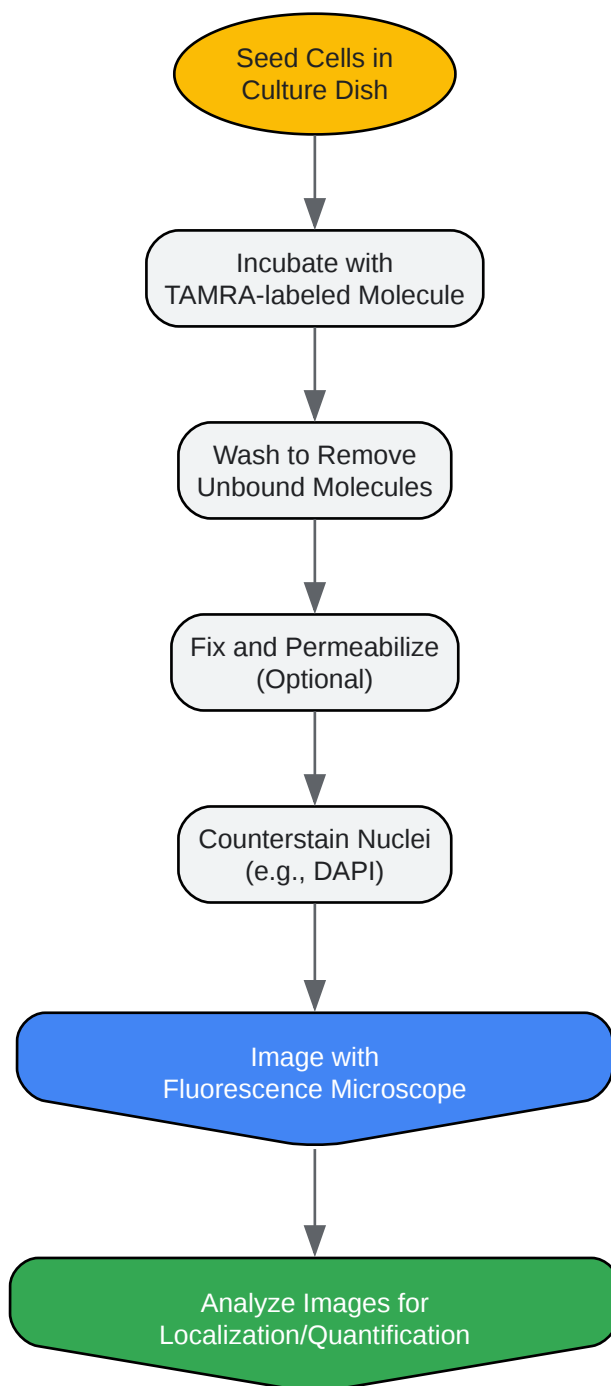 Seed Cells in
Culture Dish
Incubate with
TAMRA-labeled Molecule
Wash to Remove
Unbound Molecules
Fix and Permeabilize
(Optional)
Counterstain Nuclei
(e.g., DAPI)
Image with
Fluorescence Microscope
Analyze Images for
Localization/Quantification